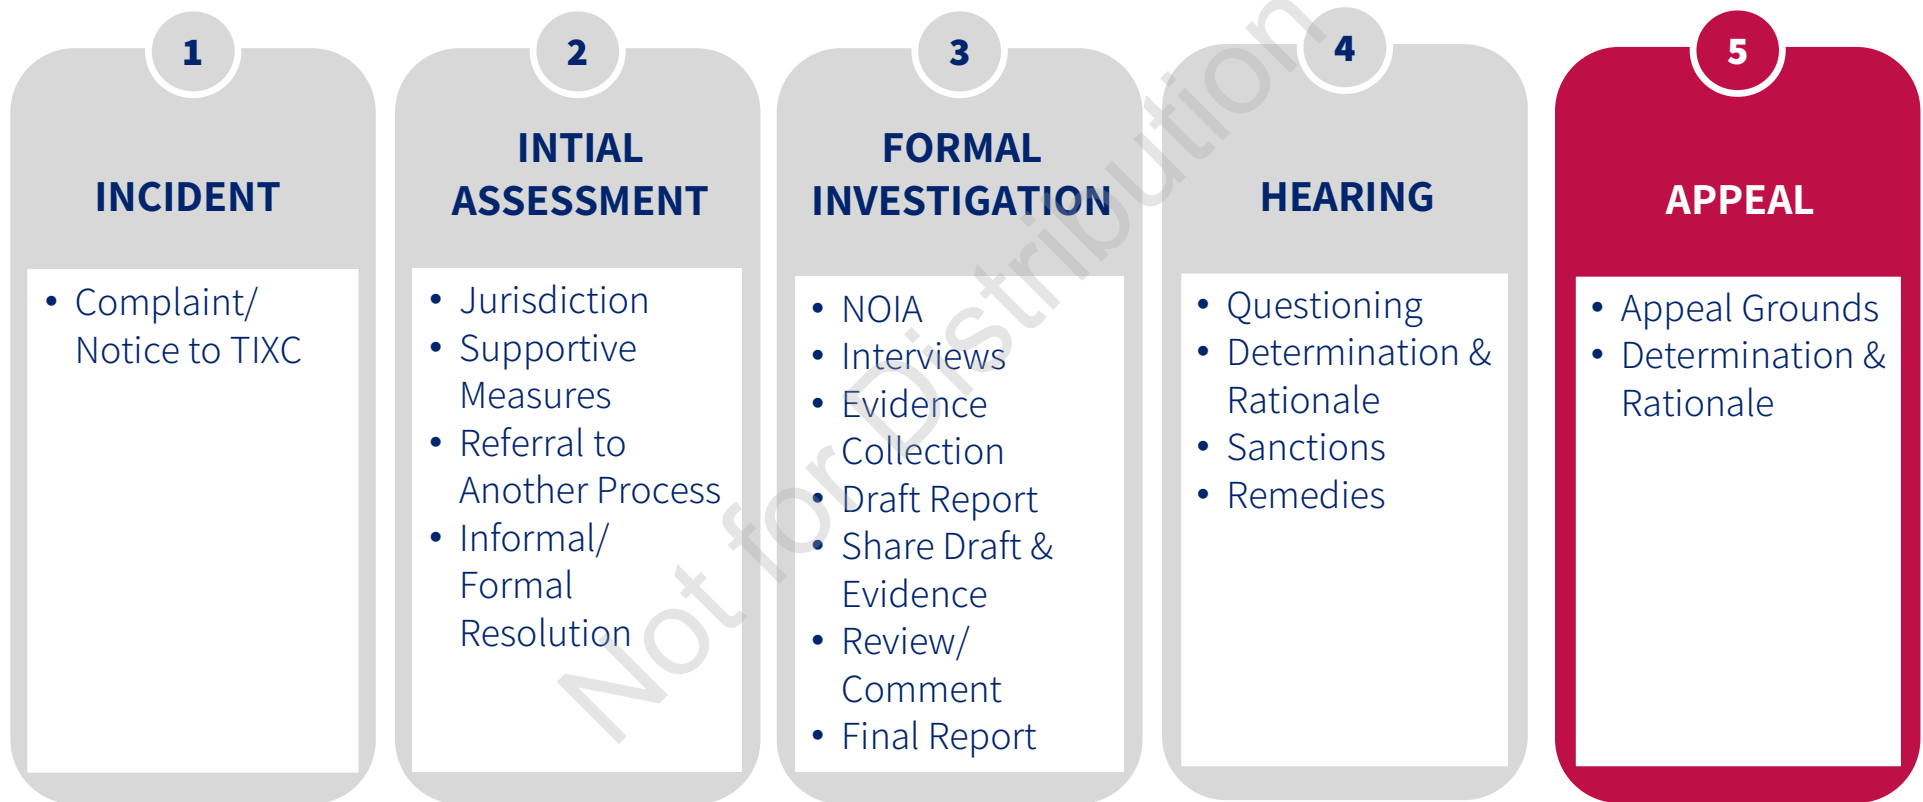 1
INCIDENT
• Complaint/
Notice to TIXC
2
INTIAL
ASSESSMENT
• Jurisdiction
• Supportive
Measures
• Referral to
Another Process
• Informal/
Formal
Resolution
3
FORMAL
INVESTIGATION
• NOIA
• Interviews
• Evidence
Collection
• Draft Report
• Share Draft &
Evidence
• Review/
Comment
• Final Report
4
HEARING
• Questioning
• Determination &
Rationale
• Sanctions
• Remedies
5
APPEAL
• Appeal Grounds
• Determination &
Rationale
Not for Distribution